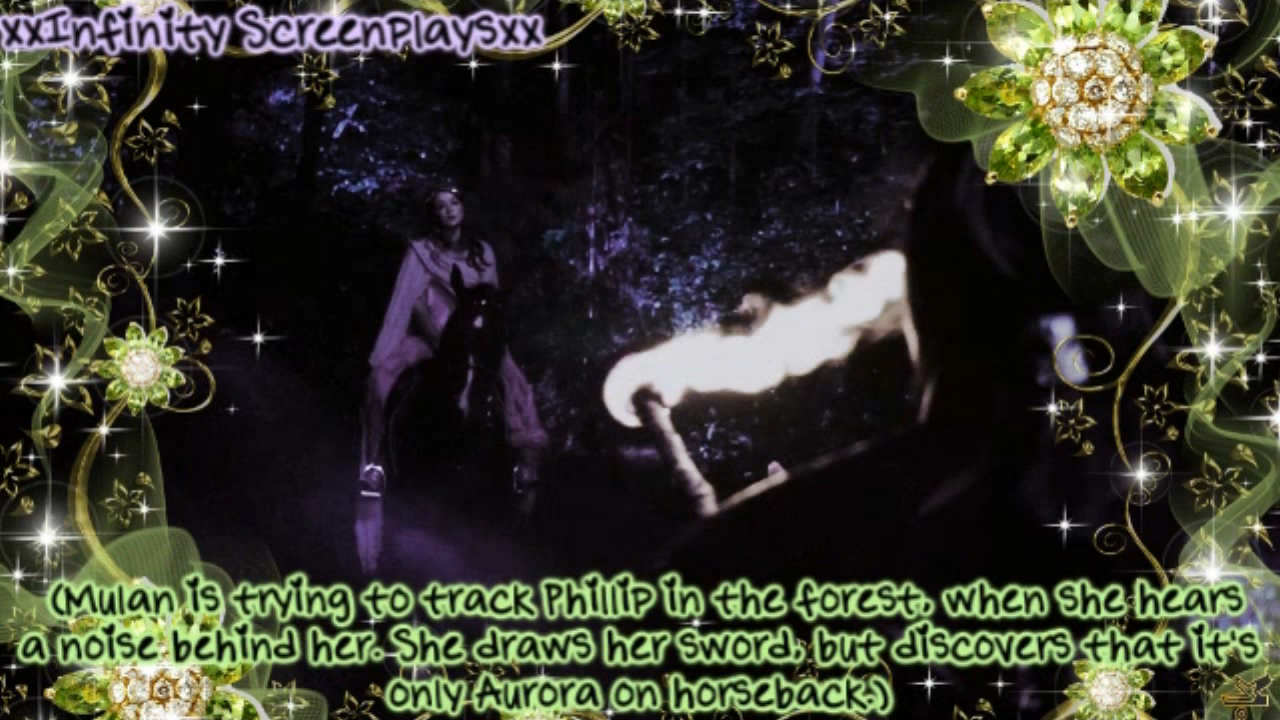 xxInfinity Screenplaysxx
(Mulan is trying to track Phillip in the forest, when she hears
a noise behind her. She draws her sword, but discovers that it's
only Aurora on horseback.)